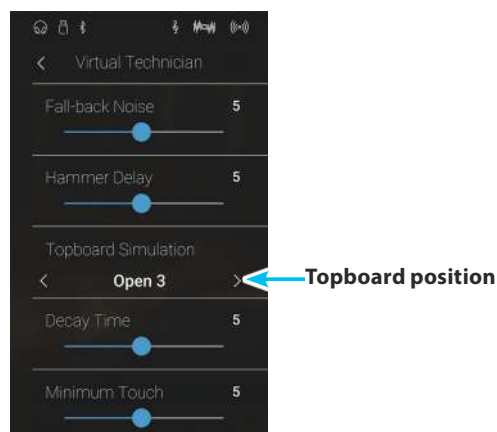 Virtual Technician
Fall-back Noise 5
Hammer Delay 5
Topboard Simulation
Open 3
Topboard position
Decay Time 5
Minimum Touch 5